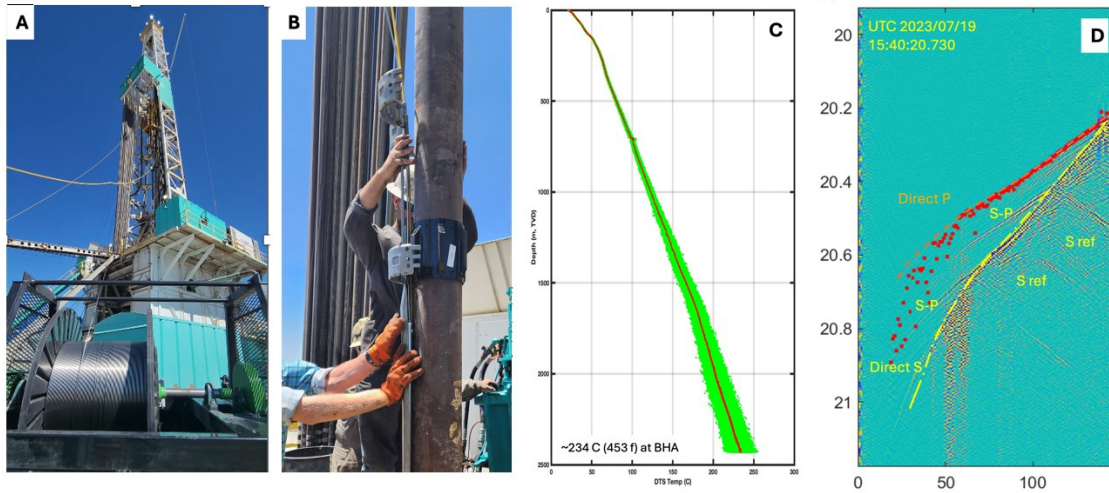 A
B
C
0
500
1000
1500
2000
2500
Depth (m, TVD)
0
50
100
150
200
250
300
DTS Temp (C)
~234 C (453 f) at BHA
D
UTC 2023/07/19
15:40:20.730
20
20.2
20.4
20.6
20.8
21
Direct P
S-P
S ref
S ref
S-P
Direct S
0
50
100